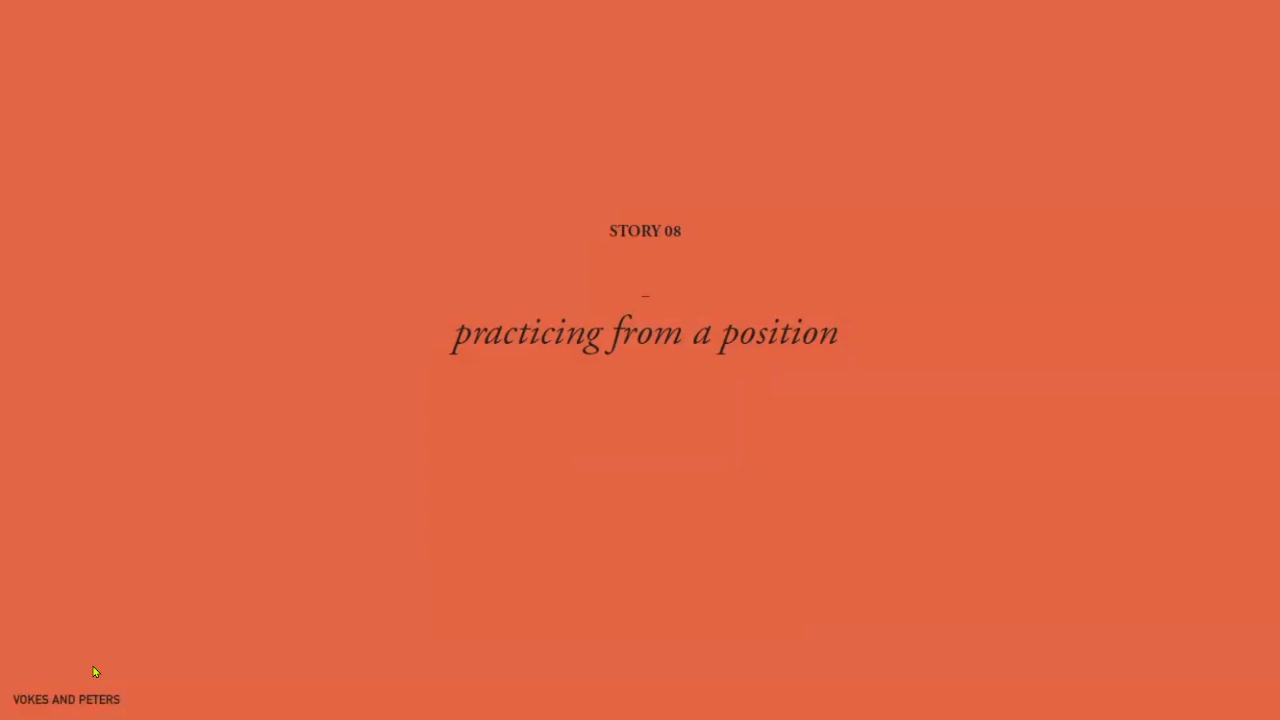 STORY 08
–
practicing from a position
VOKES AND PETERS